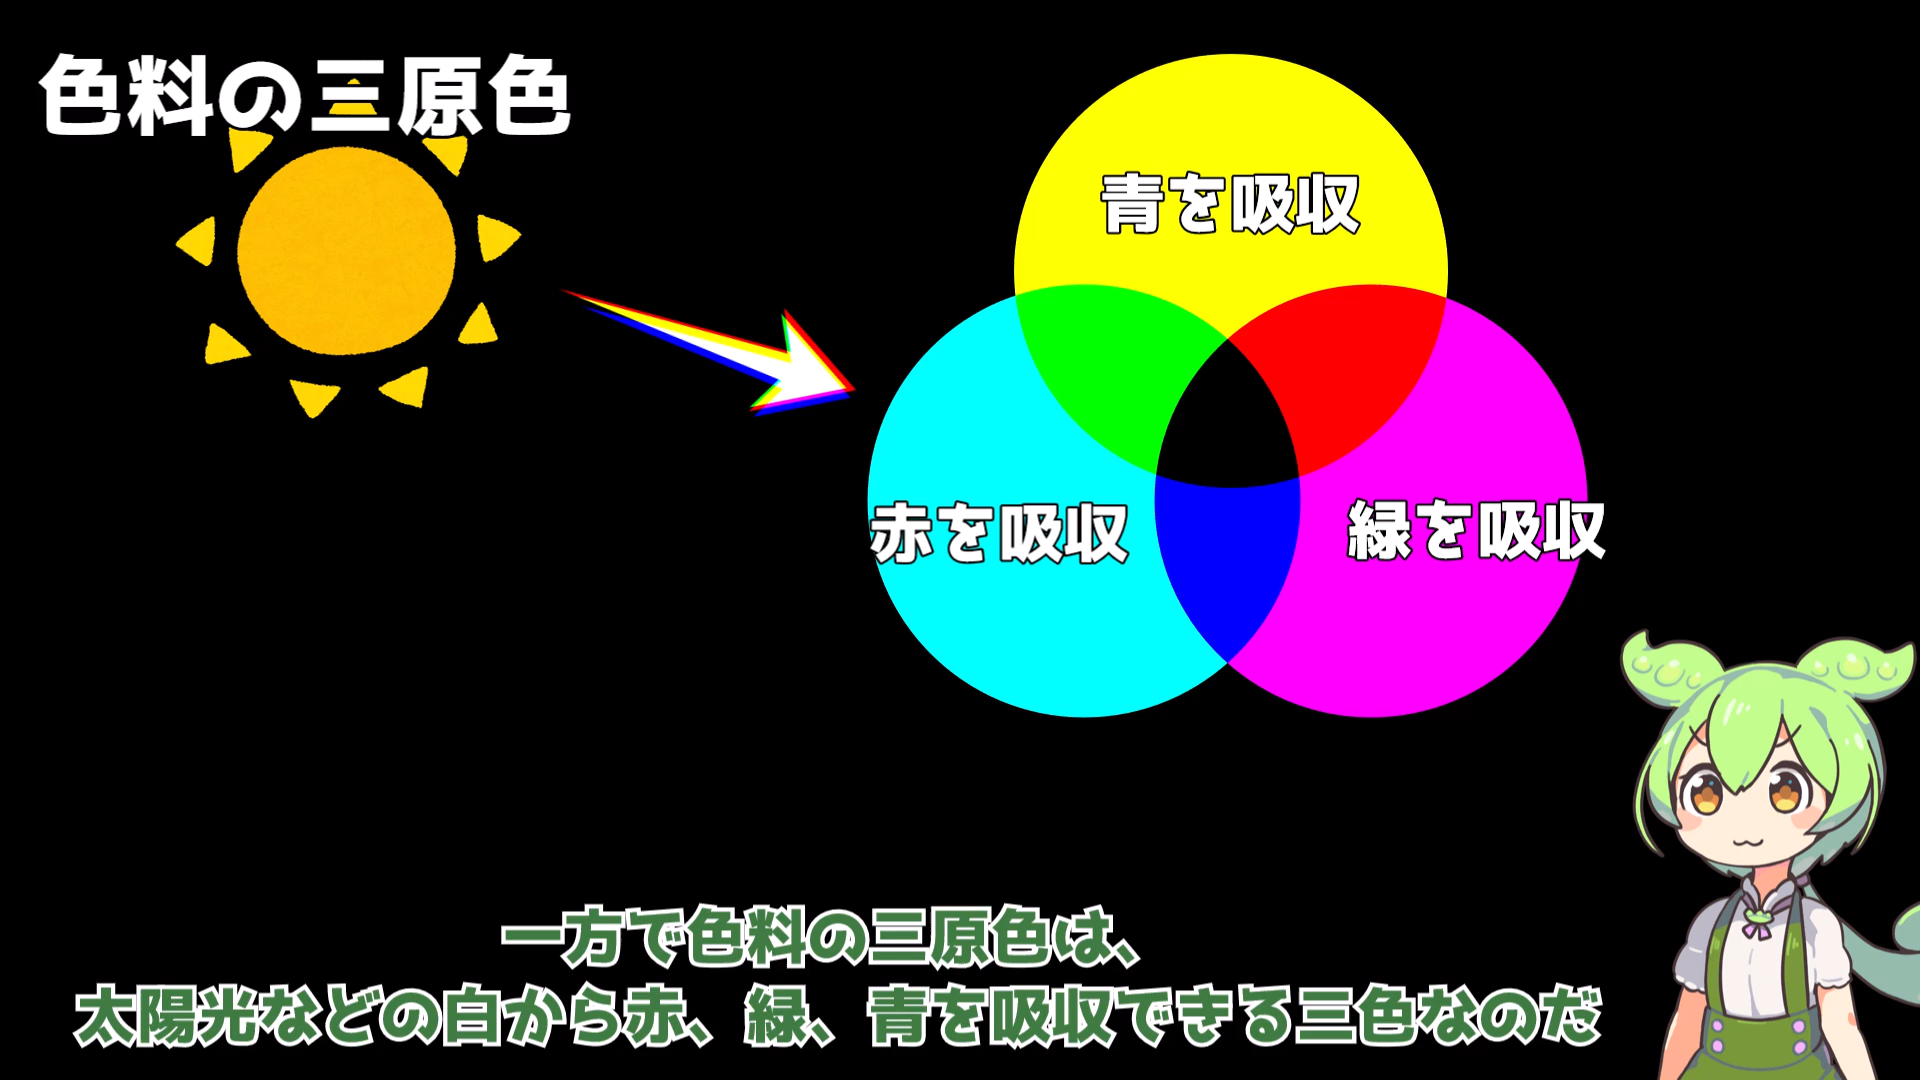 色料の三原色
青を吸収
赤を吸収
緑を吸収
一方で色料の三原色は、
太陽光などの白から赤、緑、青を吸収できる三色なのだ